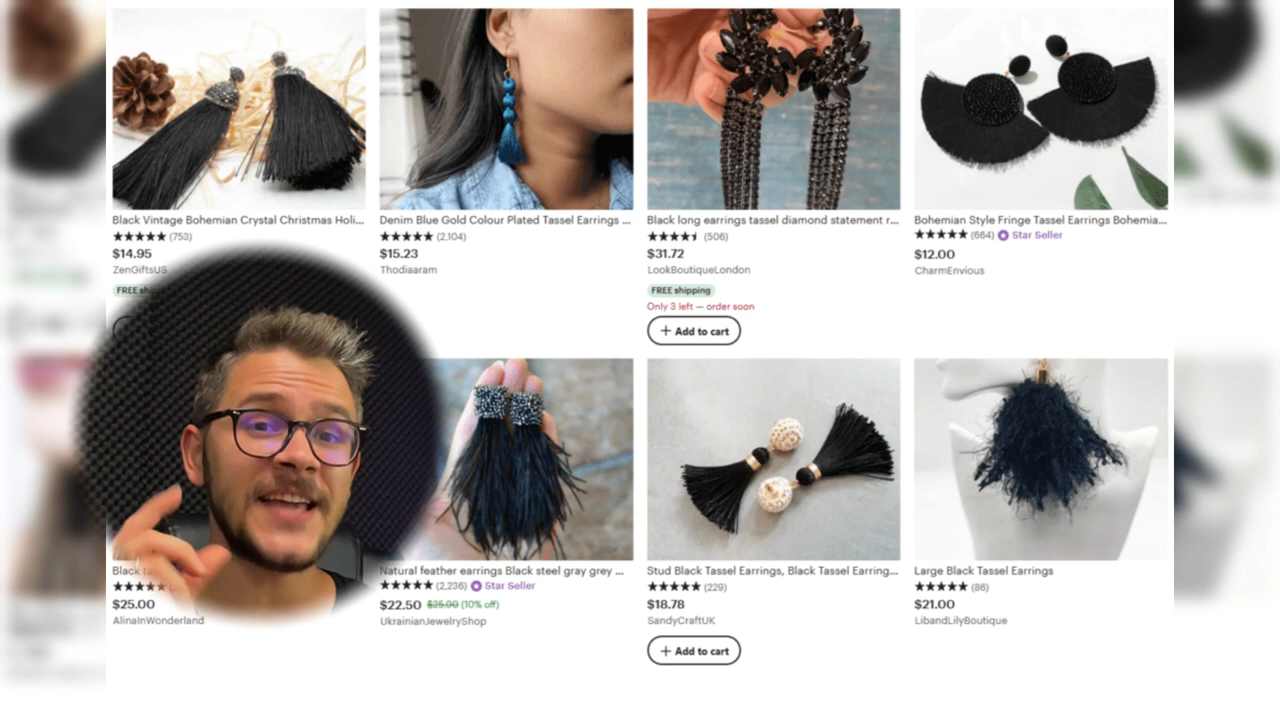 Black Vintage Bohemian Crystal Christmas Holi...
(753)
$14.95
ZenGiftsUS
FREE
Denim Blue Gold Colour Plated Tassel Earrings ...
(2,104)
$15.23
Thodiaaram
Black long earrings tassel diamond statement r...
(506)
$31.72
LookBoutiqueLondon
FREE shipping
Only 3 left — order soon
+ Add to cart
Bohemian Style Fringe Tassel Earrings Bohemia...
(664) Star Seller
$12.00
CharmEnvious
Black
$25.00
AlinaInWonderland
Natural feather earrings Black steel gray grey ...
(2,236) Star Seller
$22.50 $25.00 (10% off)
UkrainianJewelryShop
Stud Black Tassel Earrings, Black Tassel Earring...
(229)
$18.78
SandyCraftUK
+ Add to cart
Large Black Tassel Earrings
(86)
$21.00
LibandLilyBoutique